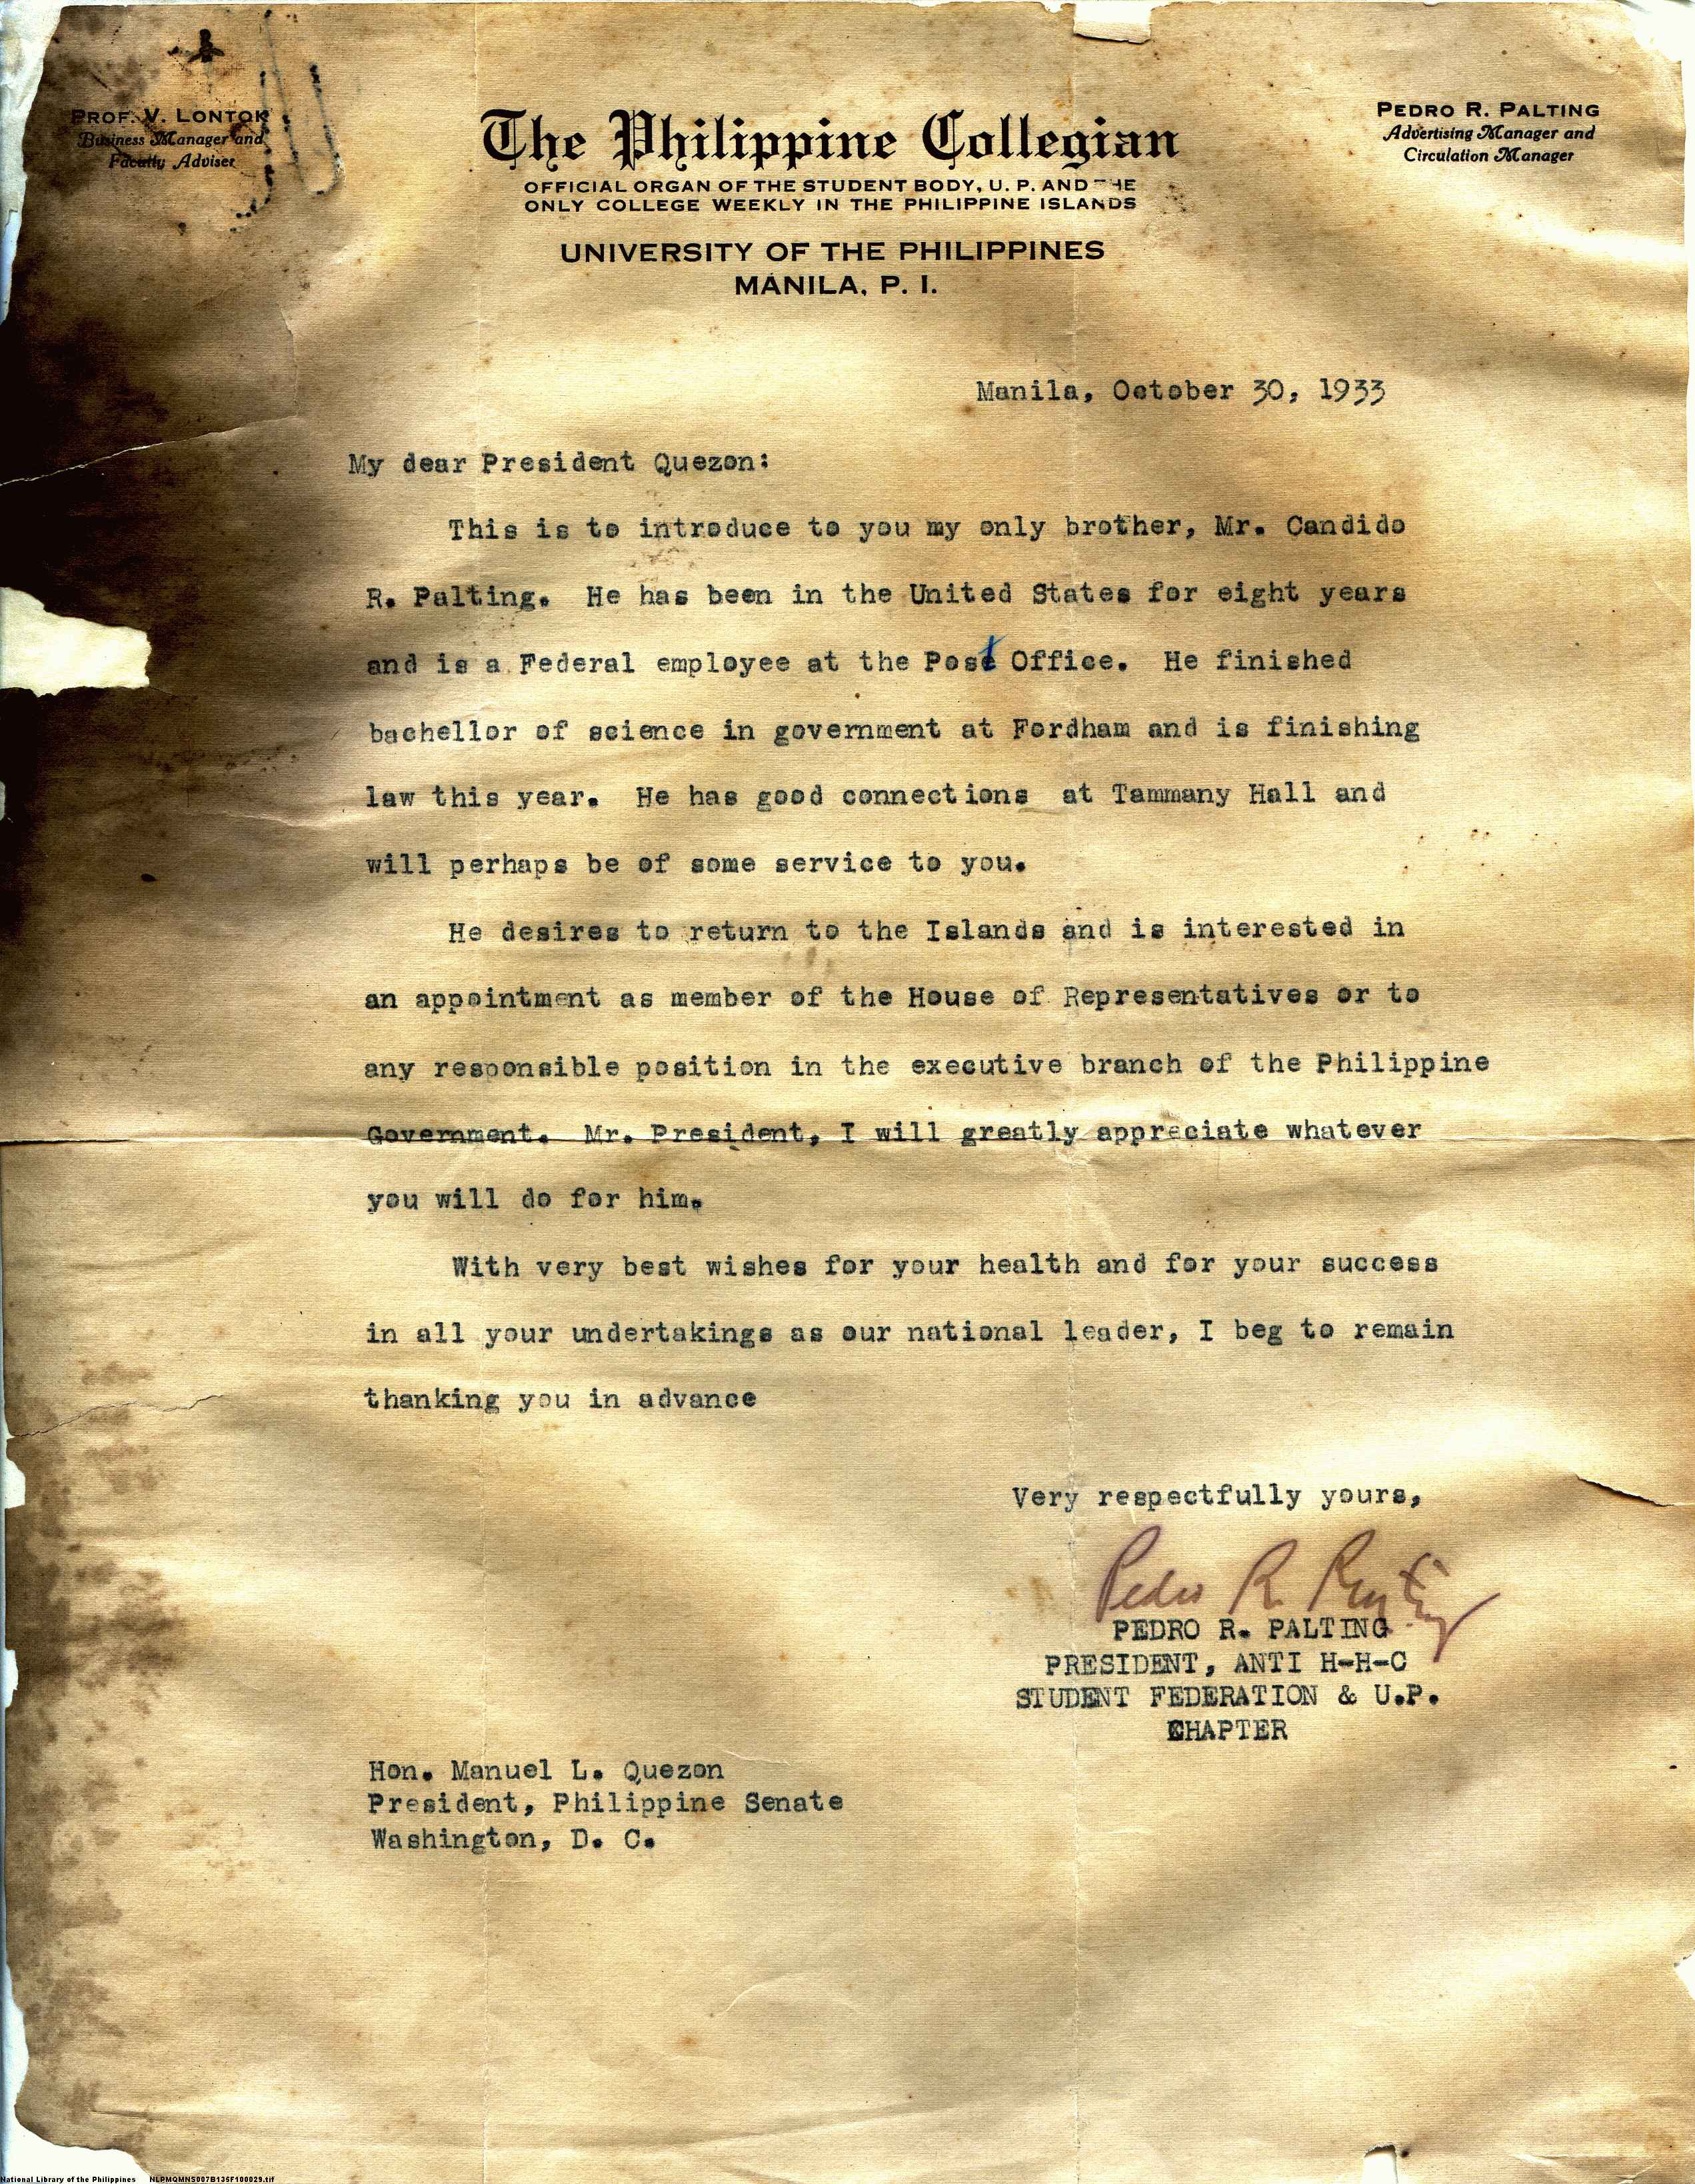 PROF. V. LONTOK
Business Manager and
Faculty Adviser
The Philippine Collegian
OFFICIAL ORGAN OF THE STUDENT BODY, U. P. AND THE
ONLY COLLEGE WEEKLY IN THE PHILIPPINE ISLANDS
UNIVERSITY OF THE PHILIPPINES
MANILA, P. I.
PEDRO R. PALTING
Advertising Manager and
Circulation Manager
Manila, October 30, 1933
My dear President Quezon:
This is to introduce to you my only brother, Mr. Candido
R. Palting. He has been in the United States for eight years
and is a Federal employee at the Post Office. He finished
bachellor of science in government at Fordham and is finishing
law this year. He has good connections at Tammany Hall and
will perhaps be of some service to you.
He desires to return to the Islands and is interested in
an appointment as member of the House of Representatives or to
any responsible position in the executive branch of the Philippine
Government. Mr. President, I will greatly appreciate whatever
you will do for him.
With very best wishes for your health and for your success
in all your undertakings as our national leader, I beg to remain
thanking you in advance
Very respectfully yours,
Pedro R. Palting
PEDRO R. PALTING
PRESIDENT, ANTI H-H-C
STUDENT FEDERATION & U.P.
CHAPTER
Hon. Manuel L. Quezon
President, Philippine Senate
Washington, D. C.
National Library of the Philippines NLPMQMNS007B135F100029.tif